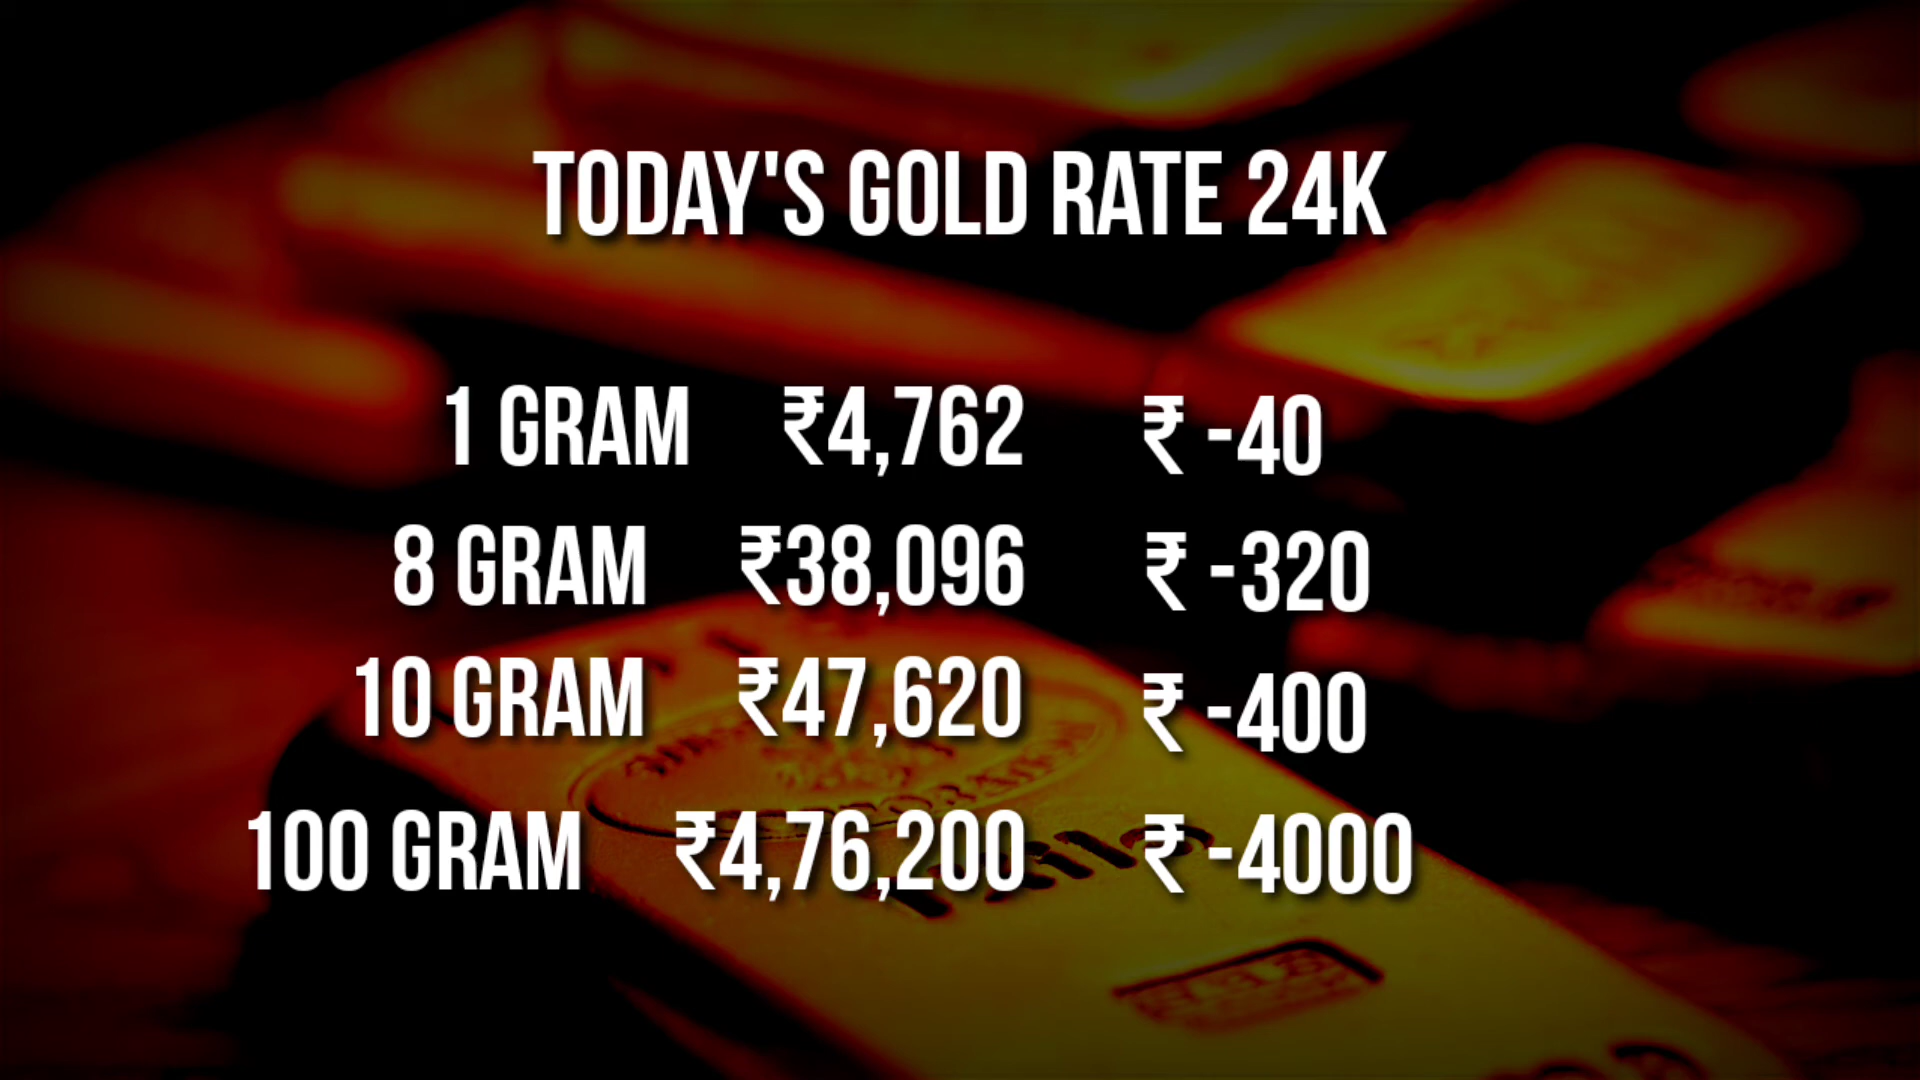 TODAY'S GOLD RATE 24K
1 GRAM ₹4,762 ₹ -40
8 GRAM ₹38,096 ₹ -320
10 GRAM ₹47,620 ₹ -400
100 GRAM ₹4,76,200 ₹ -4000